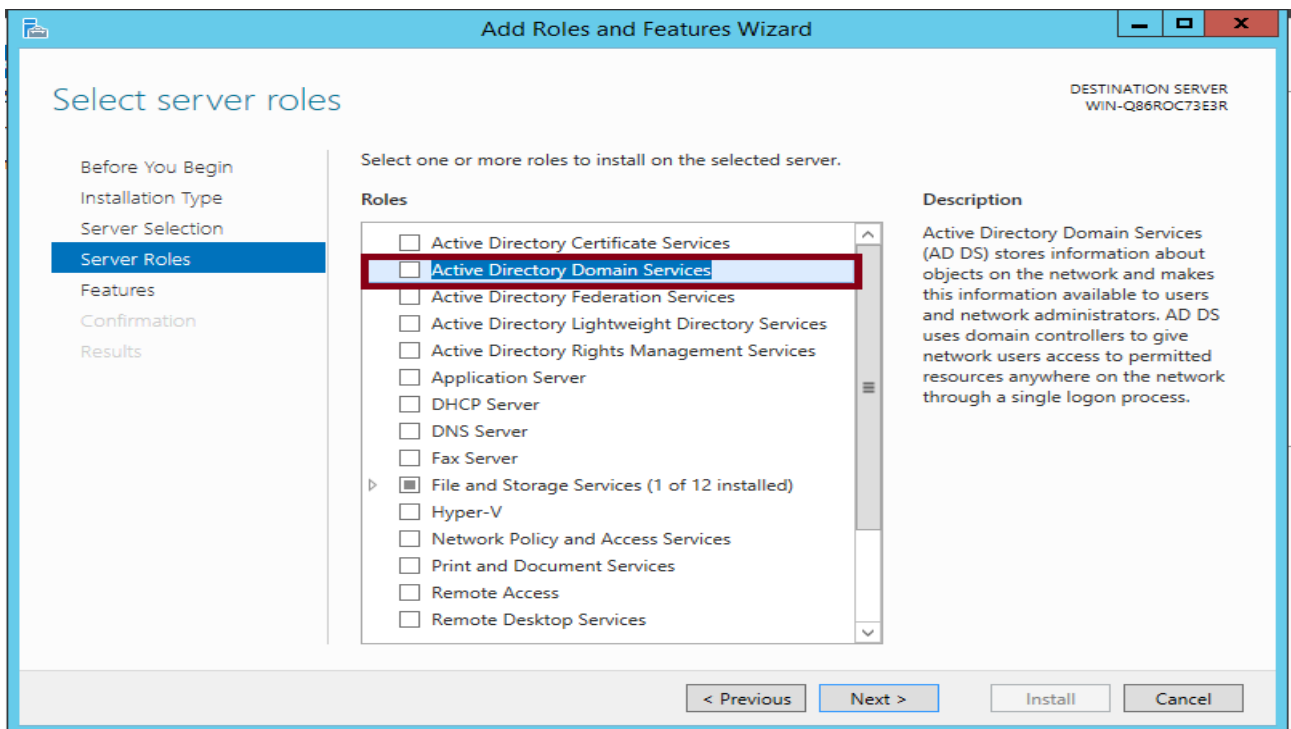 Add Roles and Features Wizard
Select server roles
DESTINATION SERVER
WIN-Q86ROC73E3R
Before You Begin
Installation Type
Server Selection
Server Roles
Features
Confirmation
Results
Select one or more roles to install on the selected server.
Roles
Active Directory Certificate Services
Active Directory Domain Services
Active Directory Federation Services
Active Directory Lightweight Directory Services
Active Directory Rights Management Services
Application Server
DHCP Server
DNS Server
Fax Server
File and Storage Services (1 of 12 installed)
Hyper-V
Network Policy and Access Services
Print and Document Services
Remote Access
Remote Desktop Services
Description
Active Directory Domain Services
(AD DS) stores information about
objects on the network and makes
this information available to users
and network administrators. AD DS
uses domain controllers to give
network users access to permitted
resources anywhere on the network
through a single logon process.
< Previous
Next >
Install
Cancel